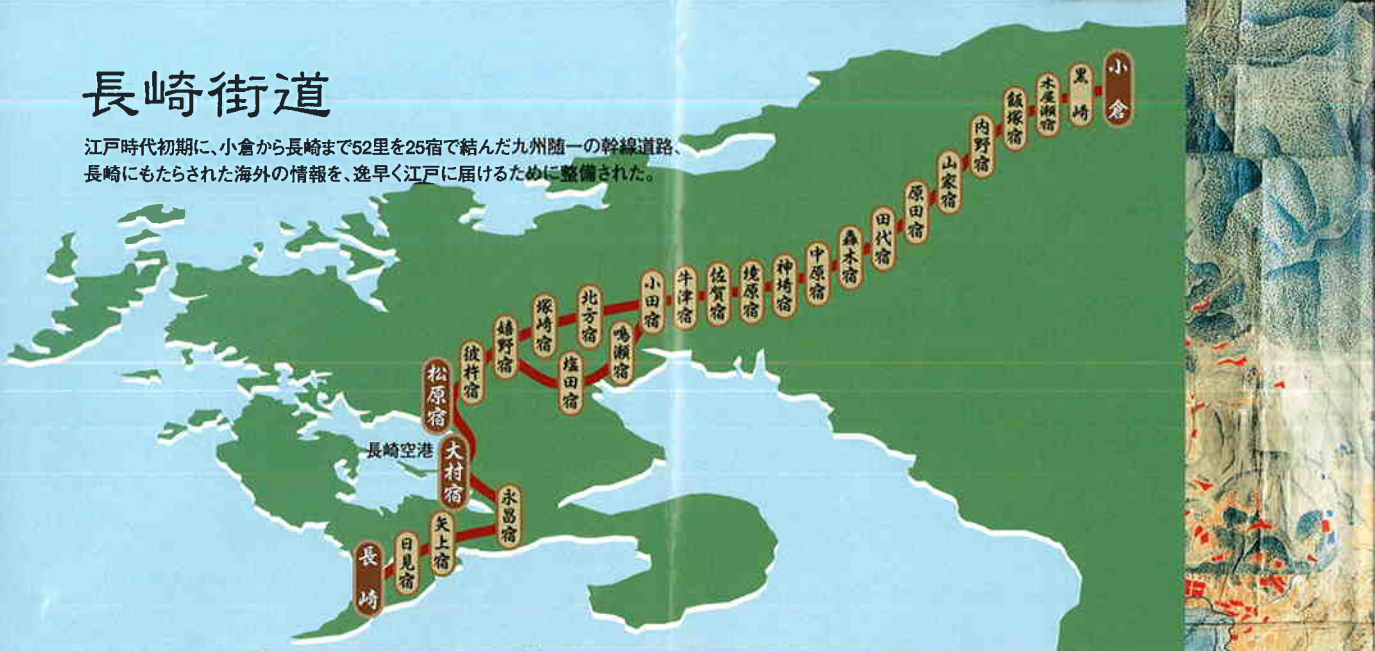 長崎街道
江戸時代初期に、小倉から長崎まで52里を25宿で結んだ九州随一の幹線道路、
長崎にもたらされた海外の情報を、逸早く江戸に届けるために整備された。
小倉
黒崎
木屋瀬宿
飯塚宿
内野宿
山家宿
原田宿
田代宿
轟木宿
中原宿
神埼宿
境原宿
佐賀宿
牛津宿
小田宿
鳴瀬宿
北方宿
塩田宿
塚崎宿
嬉野宿
彼杵宿
松原宿
長崎空港
大村宿
永昌宿
矢上宿
日見宿
長崎